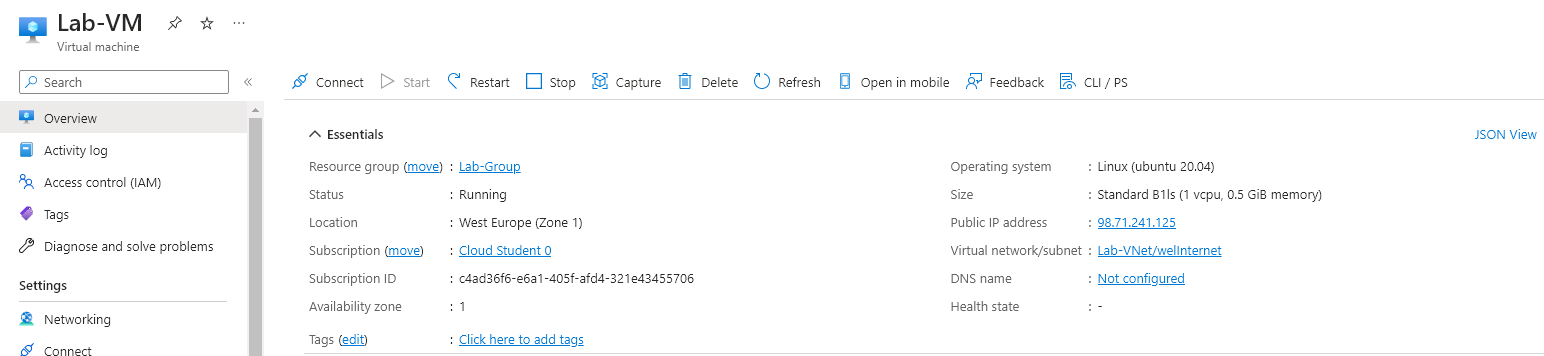 Lab-VM
Virtual machine
Search
Overview
Activity log
Access control (IAM)
Tags
Diagnose and solve problems
Settings
Networking
Connect
Connect Start Restart Stop Capture Delete Refresh Open in mobile Feedback CLI / PS
Essentials
JSON View
Resource group (move) : Lab-Group
Status : Running
Location : West Europe (Zone 1)
Subscription (move) : Cloud Student 0
Subscription ID : c4ad36f6-e6a1-405f-afd4-321e43455706
Availability zone : 1
Tags (edit) : Click here to add tags
Operating system : Linux (ubuntu 20.04)
Size : Standard B1ls (1 vcpu, 0.5 GiB memory)
Public IP address : 98.71.241.125
Virtual network/subnet : Lab-VNet/welInternet
DNS name : Not configured
Health state : -